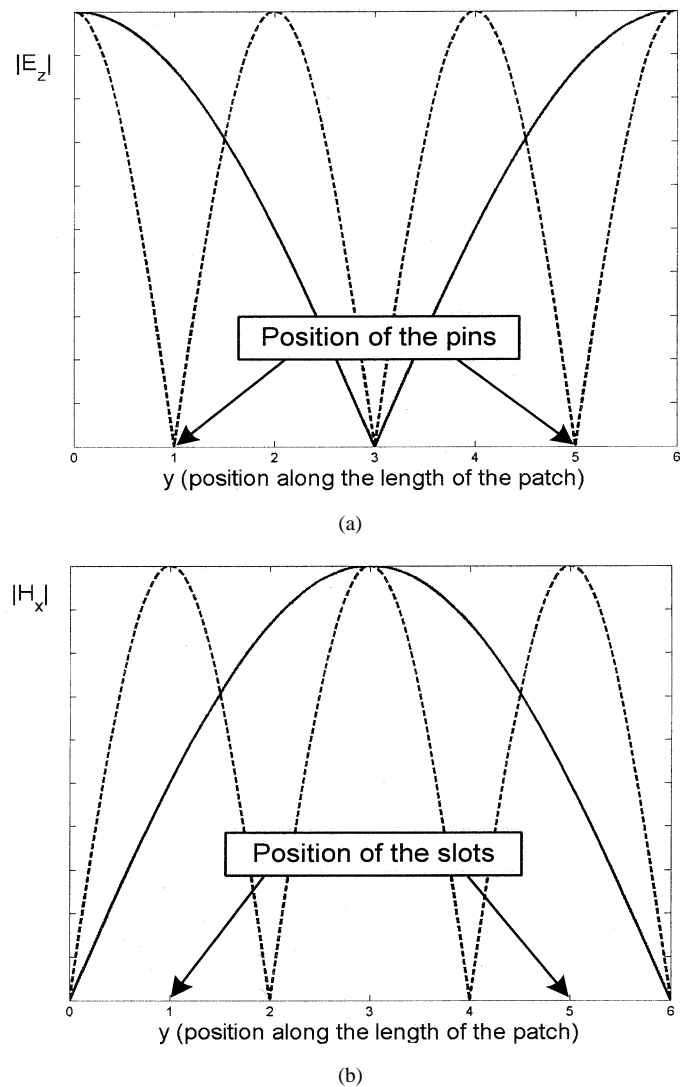 |E_z|
Position of the pins
0 1 2 3 4 5 6
y (position along the length of the patch)
(a)
|H_x|
Position of the slots
0 1 2 3 4 5 6
y (position along the length of the patch)
(b)